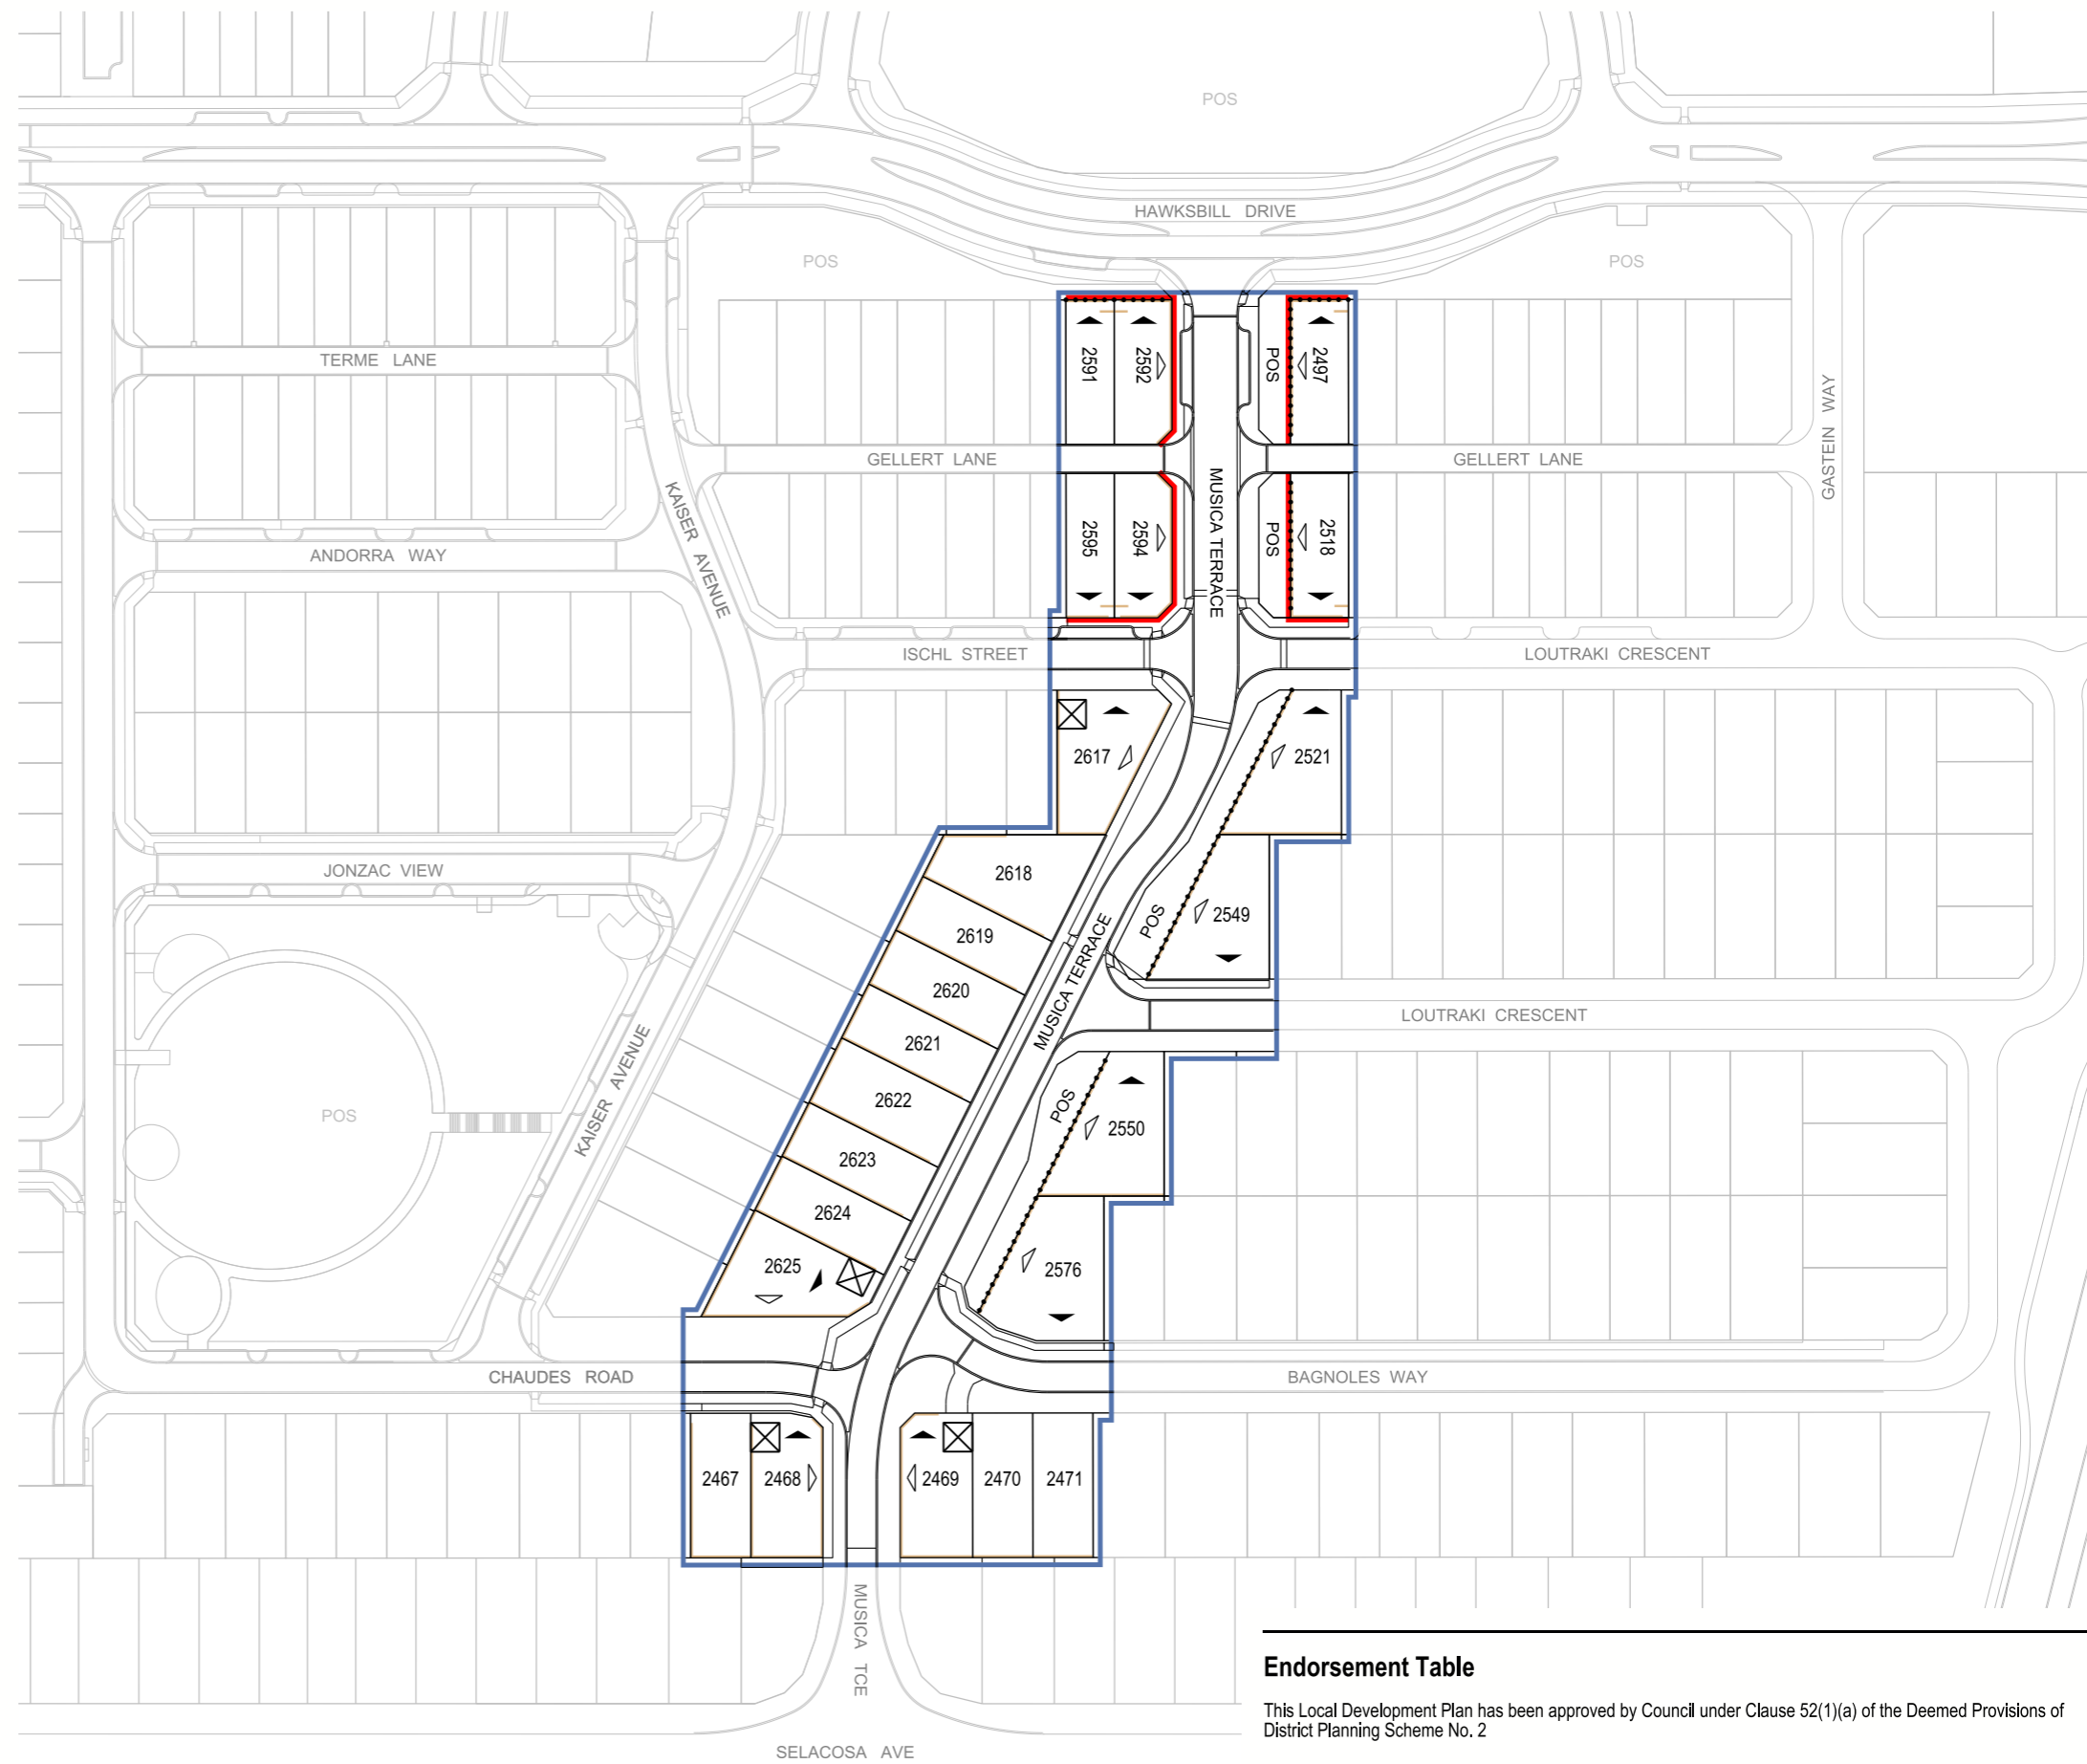 POS
HAWKSBILL DRIVE
POS
POS
TERME LANE
2591
2592
POS
2497
GASTEIN WAY
GELLERT LANE
GELLERT LANE
KAISER AVENUE
MUSICA TERRACE
ANDORRA WAY
2595
2594
POS
2518
ISCHL STREET
LOUTRAKI CRESCENT
2617
2521
JONZAC VIEW
2618
2619
POS
2549
MUSICA TERRACE
2620
LOUTRAKI CRESCENT
2621
KAISER AVENUE
2622
POS
POS
2550
2623
2624
2625
2576
CHAUDES ROAD
BAGNOLES WAY
2467
2468
2469
2470
2471
MUSICA TCE
Endorsement Table
This Local Development Plan has been approved by Council under Clause 52(1)(a) of the Deemed Provisions of
District Planning Scheme No. 2
SELACOSA AVE